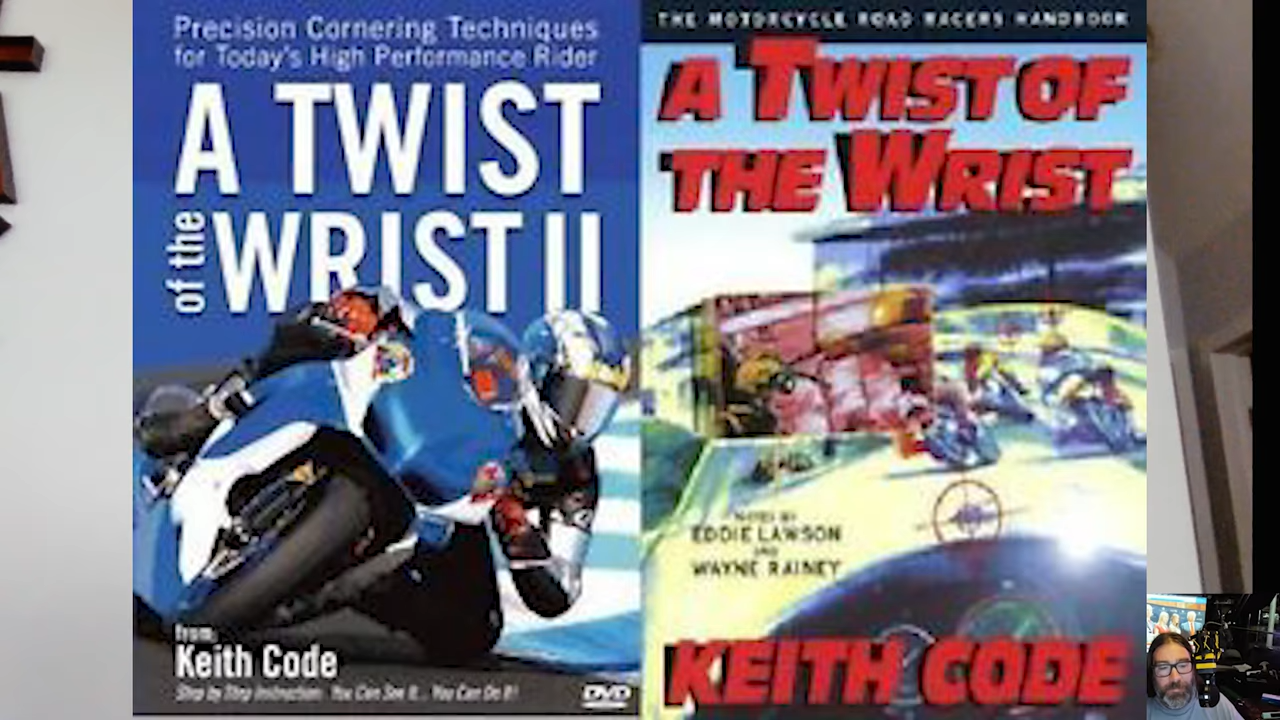 Precision Cornering Techniques
for Today's High Performance Rider
A TWIST
of the
WRIST II
from
Keith Code
Step by Step Instruction. You Can See It... You Can Do It!
DVD
THE MOTORCYCLE ROAD RACERS HANDBOOK
A TWIST OF
THE WRIST
NOTES BY
EDDIE LAWSON
AND
WAYNE RAINEY
KEITH CODE